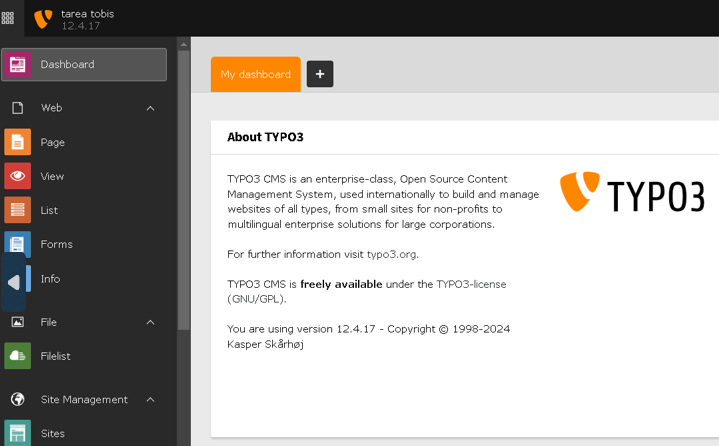 tarea tobis
12.4.17
Dashboard
Web
Page
View
List
Forms
Info
File
Filelist
Site Management
Sites
My dashboard
+
About TYPO3
TYPO3 CMS is an enterprise-class, Open Source Content
Management System, used internationally to build and manage
websites of all types, from small sites for non-profits to
multilingual enterprise solutions for large corporations.
For further information visit typo3.org.
TYPO3 CMS is freely available under the TYPO3-license
(GNU/GPL).
You are using version 12.4.17 - Copyright © 1998-2024
Kasper Skårhøj
TYPO3